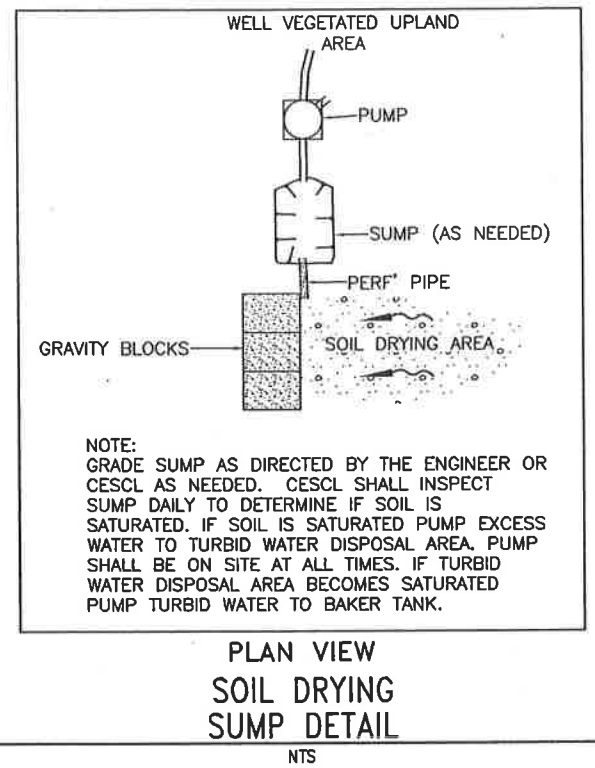 WELL VEGETATED UPLAND
AREA
PUMP
SUMP (AS NEEDED)
PERF' PIPE
GRAVITY BLOCKS
SOIL DRYING AREA
NOTE:
GRADE SUMP AS DIRECTED BY THE ENGINEER OR
CESCL AS NEEDED. CESCL SHALL INSPECT
SUMP DAILY TO DETERMINE IF SOIL IS
SATURATED. IF SOIL IS SATURATED PUMP EXCESS
WATER TO TURBID WATER DISPOSAL AREA. PUMP
SHALL BE ON SITE AT ALL TIMES. IF TURBID
WATER DISPOSAL AREA BECOMES SATURATED
PUMP TURBID WATER TO BAKER TANK.
PLAN VIEW
SOIL DRYING
SUMP DETAIL
NTS